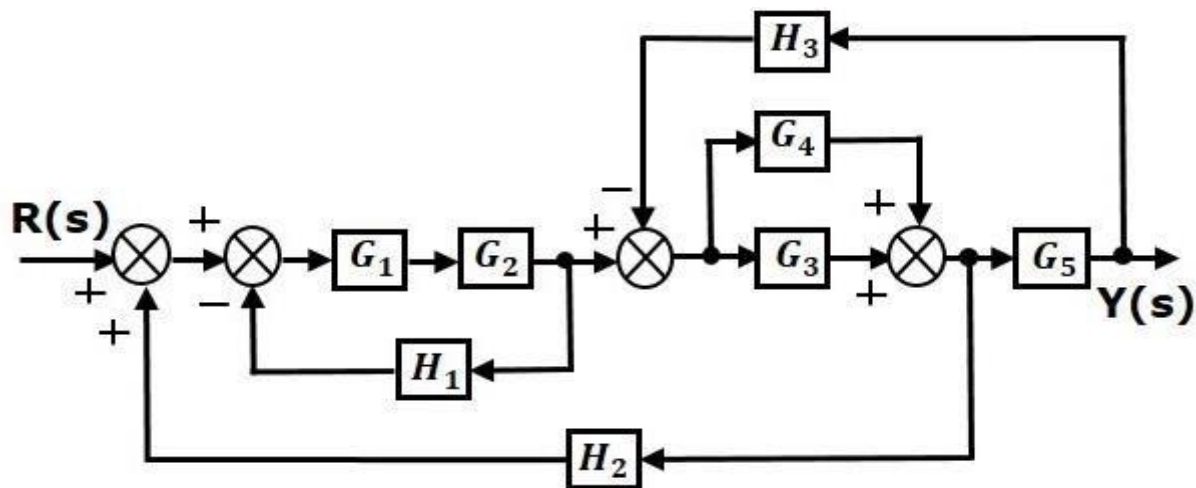 H₃
G₄
R(s)
+
+
+
+
-
G₁
G₂
+
-
G₃
+
+
G₅
Y(s)
H₁
H₂